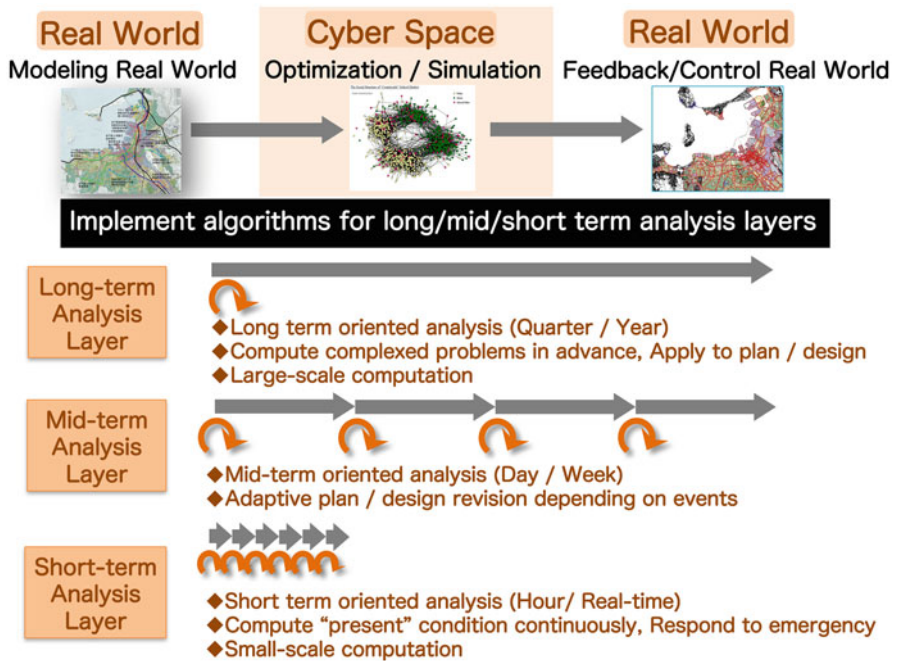 Real World
Cyber Space
Real World
Modeling Real World
Optimization / Simulation
Feedback/Control Real World
Implement algorithms for long/mid/short term analysis layers
Long-term
Analysis
Layer
◆Long term oriented analysis (Quarter / Year)
◆Compute complexed problems in advance, Apply to plan / design
◆Large-scale computation
Mid-term
Analysis
Layer
◆Mid-term oriented analysis (Day / Week)
◆Adaptive plan / design revision depending on events
Short-term
Analysis
Layer
◆Short term oriented analysis (Hour/ Real-time)
◆Compute “present” condition continuously, Respond to emergency
◆Small-scale computation